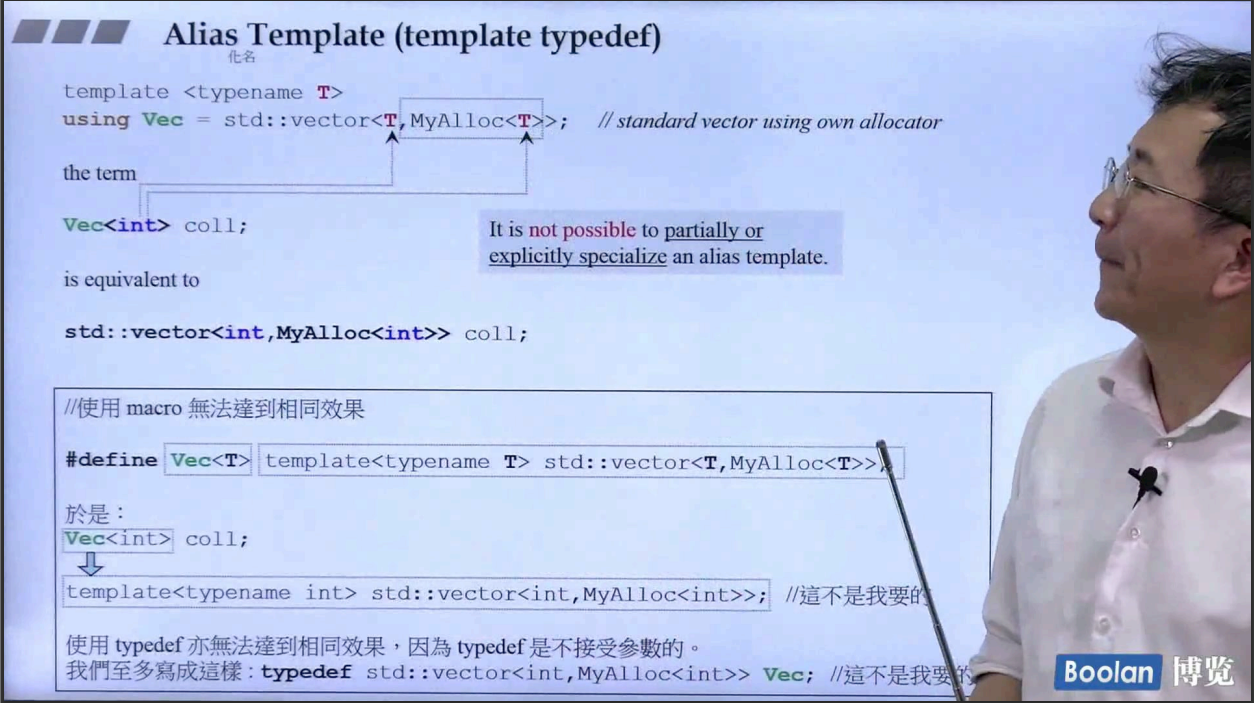 Alias Template (template typedef)
化名
template <typename T>
using Vec = std::vector<T,MyAlloc<T>>; // standard vector using own allocator
the term
Vec<int> coll;
It is not possible to partially or
explicitly specialize an alias template.
is equivalent to
std::vector<int,MyAlloc<int>> coll;
//使用 macro 無法達到相同效果
#define Vec<T> template<typename T> std::vector<T,MyAlloc<T>>;
於是：
Vec<int> coll;
template<typename int> std::vector<int,MyAlloc<int>>; //這不是我要的
使用 typedef 亦無法達到相同效果，因為 typedef 是不接受參數的。
我們至多寫成這樣：typedef std::vector<int,MyAlloc<int>> Vec; //這不是我要的
Boolan 博览